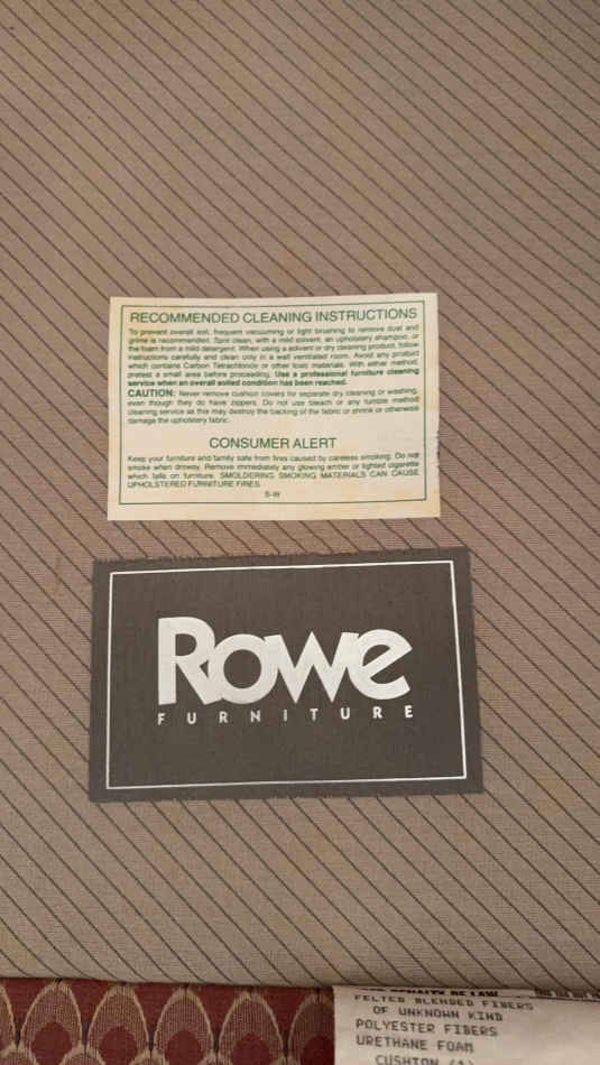 RECOMMENDED CLEANING INSTRUCTIONS
To prevent overall soil, frequent vacuuming or light brushing to remove dust and
grime is recommended. Spot clean, with a mild solvent, an upholstery shampoo, or
the foam from a mild detergent. When using a solvent or dry cleaning product, follow
instructions carefully and clean only in a well ventilated room. Avoid any product
which contains Carbon Tetrachloride or other toxic materials. With either method,
pretest a small area before proceeding. Use a professional furniture cleaning
service when an overall soiled condition has been reached.
CAUTION: Never remove cushion covers for separate dry cleaning or washing,
even though they do have zippers. Do not use bleach or any tumble method
cleaning service as this may destroy the backing of the fabric or shrink or otherwise
damage the upholstery fabric.
CONSUMER ALERT
Keep your furniture and family safe from fires caused by careless smoking. Do not
smoke when drowsy. Remove immediately any glowing amber or lighted cigarette
which falls on furniture. SMOLDERING SMOKING MATERIALS CAN CAUSE
UPHOLSTERED FURNITURE FIRES.
Rowe
FURNITURE
PENALTY OF LAW
FELTED BLENDED FIBERS
OF UNKNOWN KIND
POLYESTER FIBERS
URETHANE FOAM
CUSHION (1)